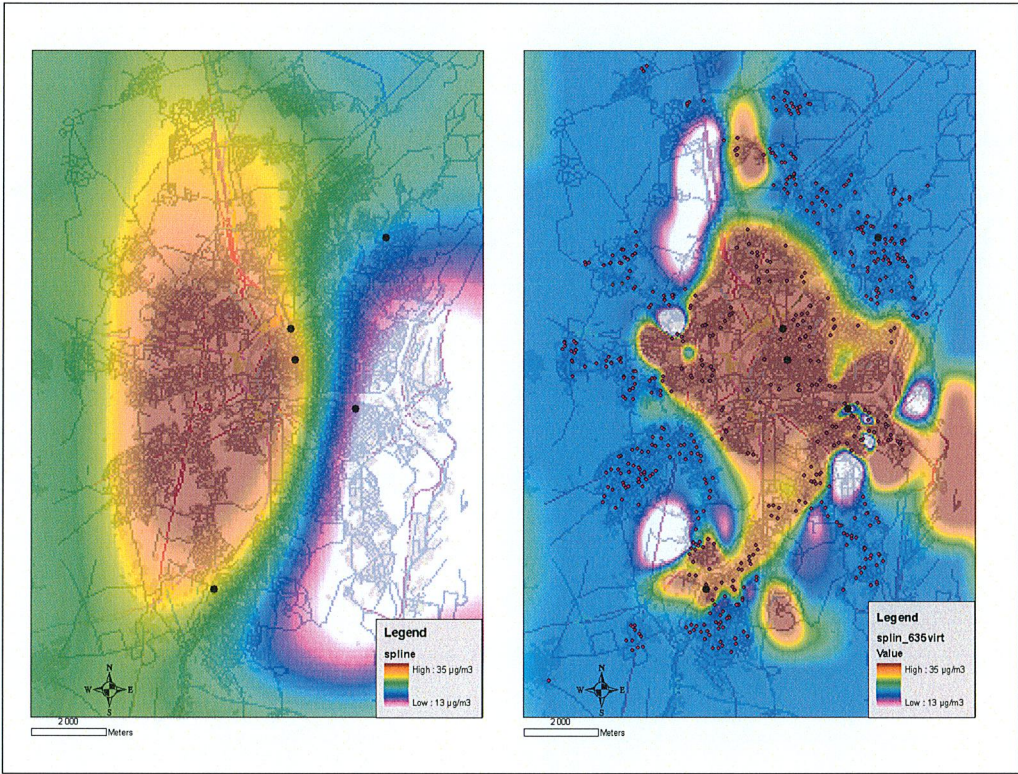 N
W E
S
2 000
Meters
Legend
spline
High : 35 µg/m3
Low : 13 µg/m3
N
W E
S
2 000
Meters
Legend
splin_635virt
Value
High : 35 µg/m3
Low : 13 µg/m3